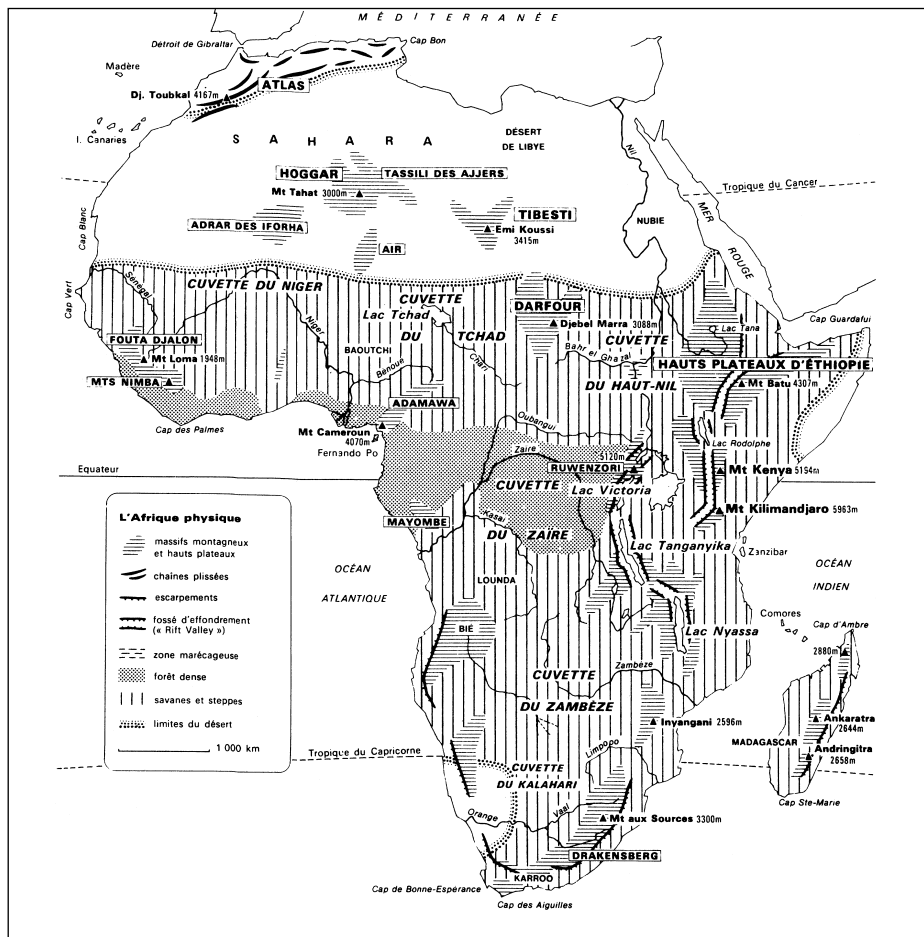 MÉDITERRANÉE
Détroit de Gibraltar
Cap Bon
Madère
ATLAS
Dj. Toubkal 4167m
I. Canaries
SAHARA
DÉSERT
DE LIBYE
Nil
HOGGAR
TASSILI DES AJJERS
Mt Tahat 3000m
Tropique du Cancer
MER
ROUGE
NUBIE
TIBESTI
Emi Koussi
3415m
ADRAR DES IFORHA
AIR
Cap Blanc
Cap Vert
Sénégal
CUVETTE DU NIGER
CUVETTE
Lac Tchad
DU TCHAD
DARFOUR
Djebel Marra 3088m
Lac Tana
Cap Guardafui
FOUTA DJALON
Mt Loma 1948m
Niger
BAOUTCHI
Bénoué
Chari
Bahr el Ghazal
CUVETTE
DU HAUT-NIL
HAUTS PLATEAUX D'ÉTHIOPIE
Mt Batu 4307m
MTS NIMBA
ADAMAWA
Cap des Palmes
Mt Cameroun
4070m
Fernando Po
Oubangui
Lac Rodolphe
Zaïre
5120m
RUWENZORI
Equateur
CUVETTE
DU ZAÏRE
Lac Victoria
Mt Kenya 5194m
Mt Kilimandjaro 5963m
MAYOMBE
Kasai
Lac Tanganyika
Zanzibar
OCÉAN
ATLANTIQUE
LOUNDA
OCÉAN
INDIEN
BIÉ
Lac Nyassa
Comores
Cap d'Ambre
2880m
CUVETTE
DU ZAMBÈZE
Zambèze
Inyangani 2596m
MADAGASCAR
Ankaratra
2644m
Andringitra
2658m
Cap Ste-Marie
Limpopo
Tropique du Capricorne
CUVETTE
DU KALAHARI
Orange
Vaal
Mt aux Sources 3300m
DRAKENSBERG
KARROO
Cap de Bonne-Espérance
Cap des Aiguilles
L'Afrique physique
massifs montagneux
et hauts plateaux
chaînes plissées
escarpements
fossé d'effondrement
(« Rift Valley »)
zone marécageuse
forêt dense
savanes et steppes
limites du désert
1 000 km